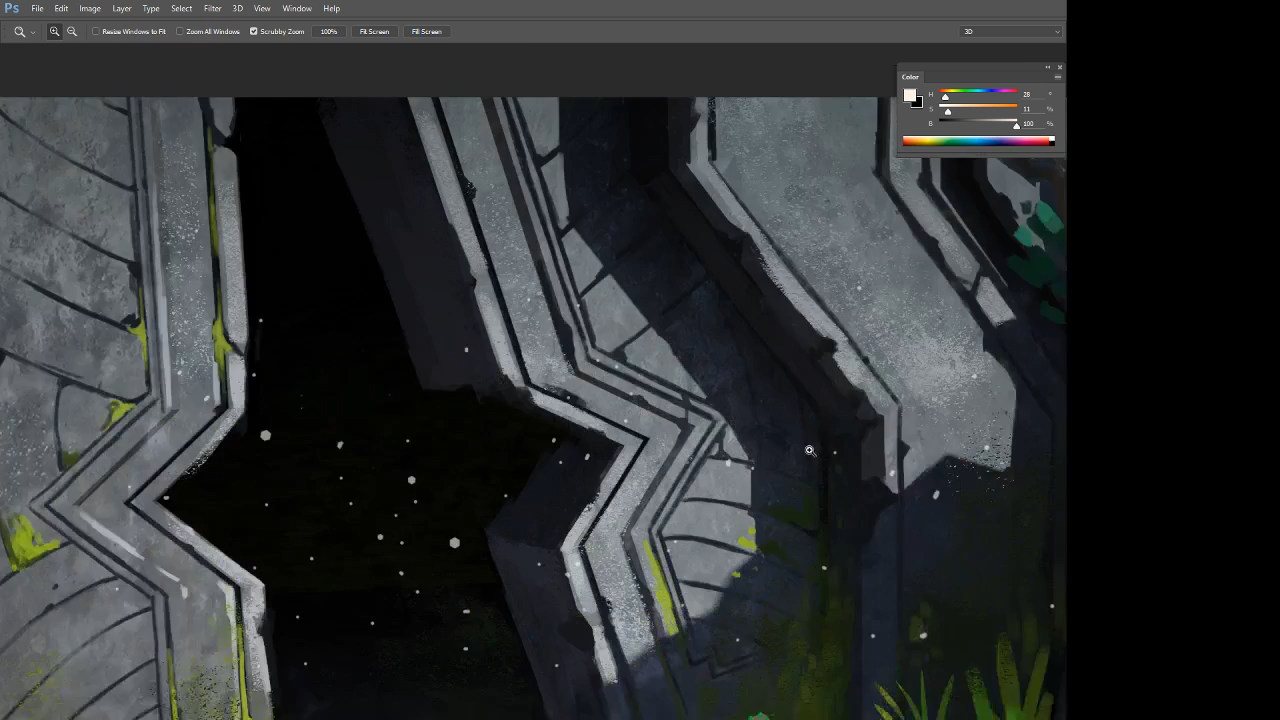 Ps File Edit Image Layer Type Select Filter 3D View Window Help
Resize Windows to Fit Zoom All Windows Scrubby Zoom 100% Fit Screen Fill Screen 3D
Color
H 28 °
S 11 %
B 100 %